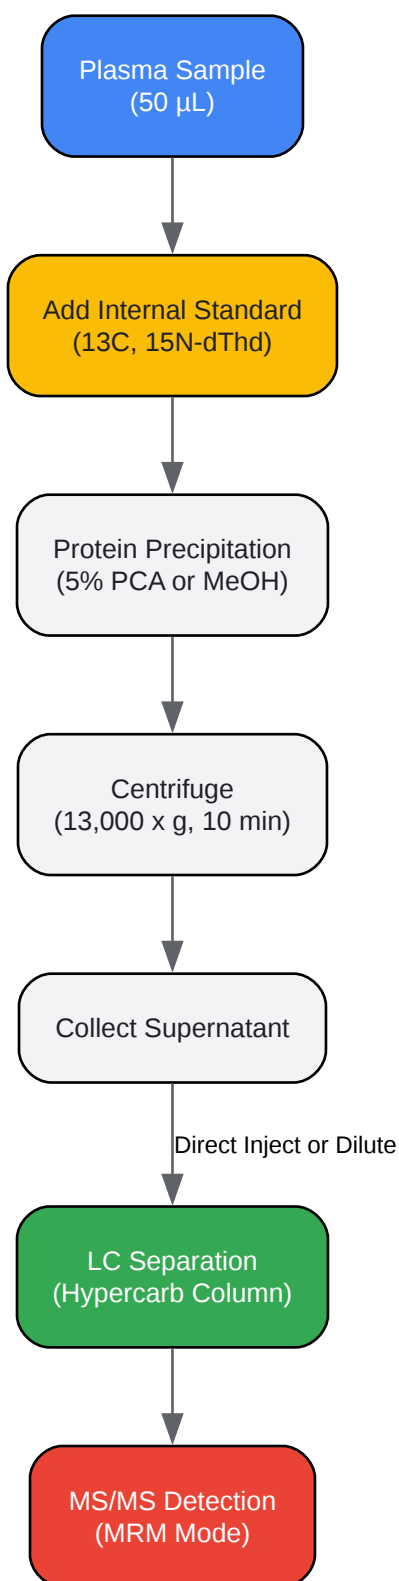 Plasma Sample
(50 µL)
Add Internal Standard
(13C, 15N-dThd)
Protein Precipitation
(5% PCA or MeOH)
Centrifuge
(13,000 x g, 10 min)
Collect Supernatant
Direct Inject or Dilute
LC Separation
(Hypercarb Column)
MS/MS Detection
(MRM Mode)